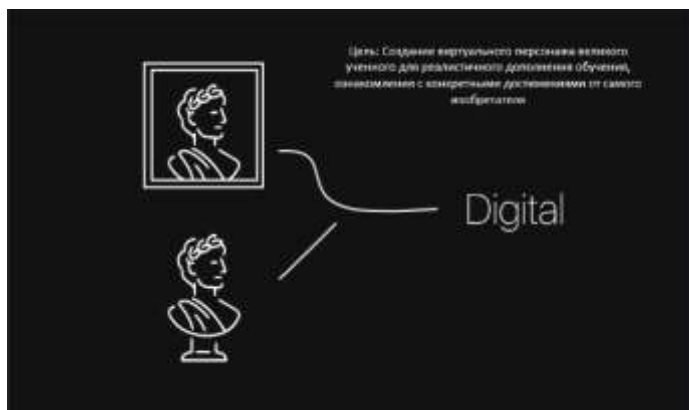 Цель: Создание виртуального персонажа великого
ученного для реалистичного дополнения обучения,
ознакомления с конкретными достижениями от самого
изобретателя
Digital